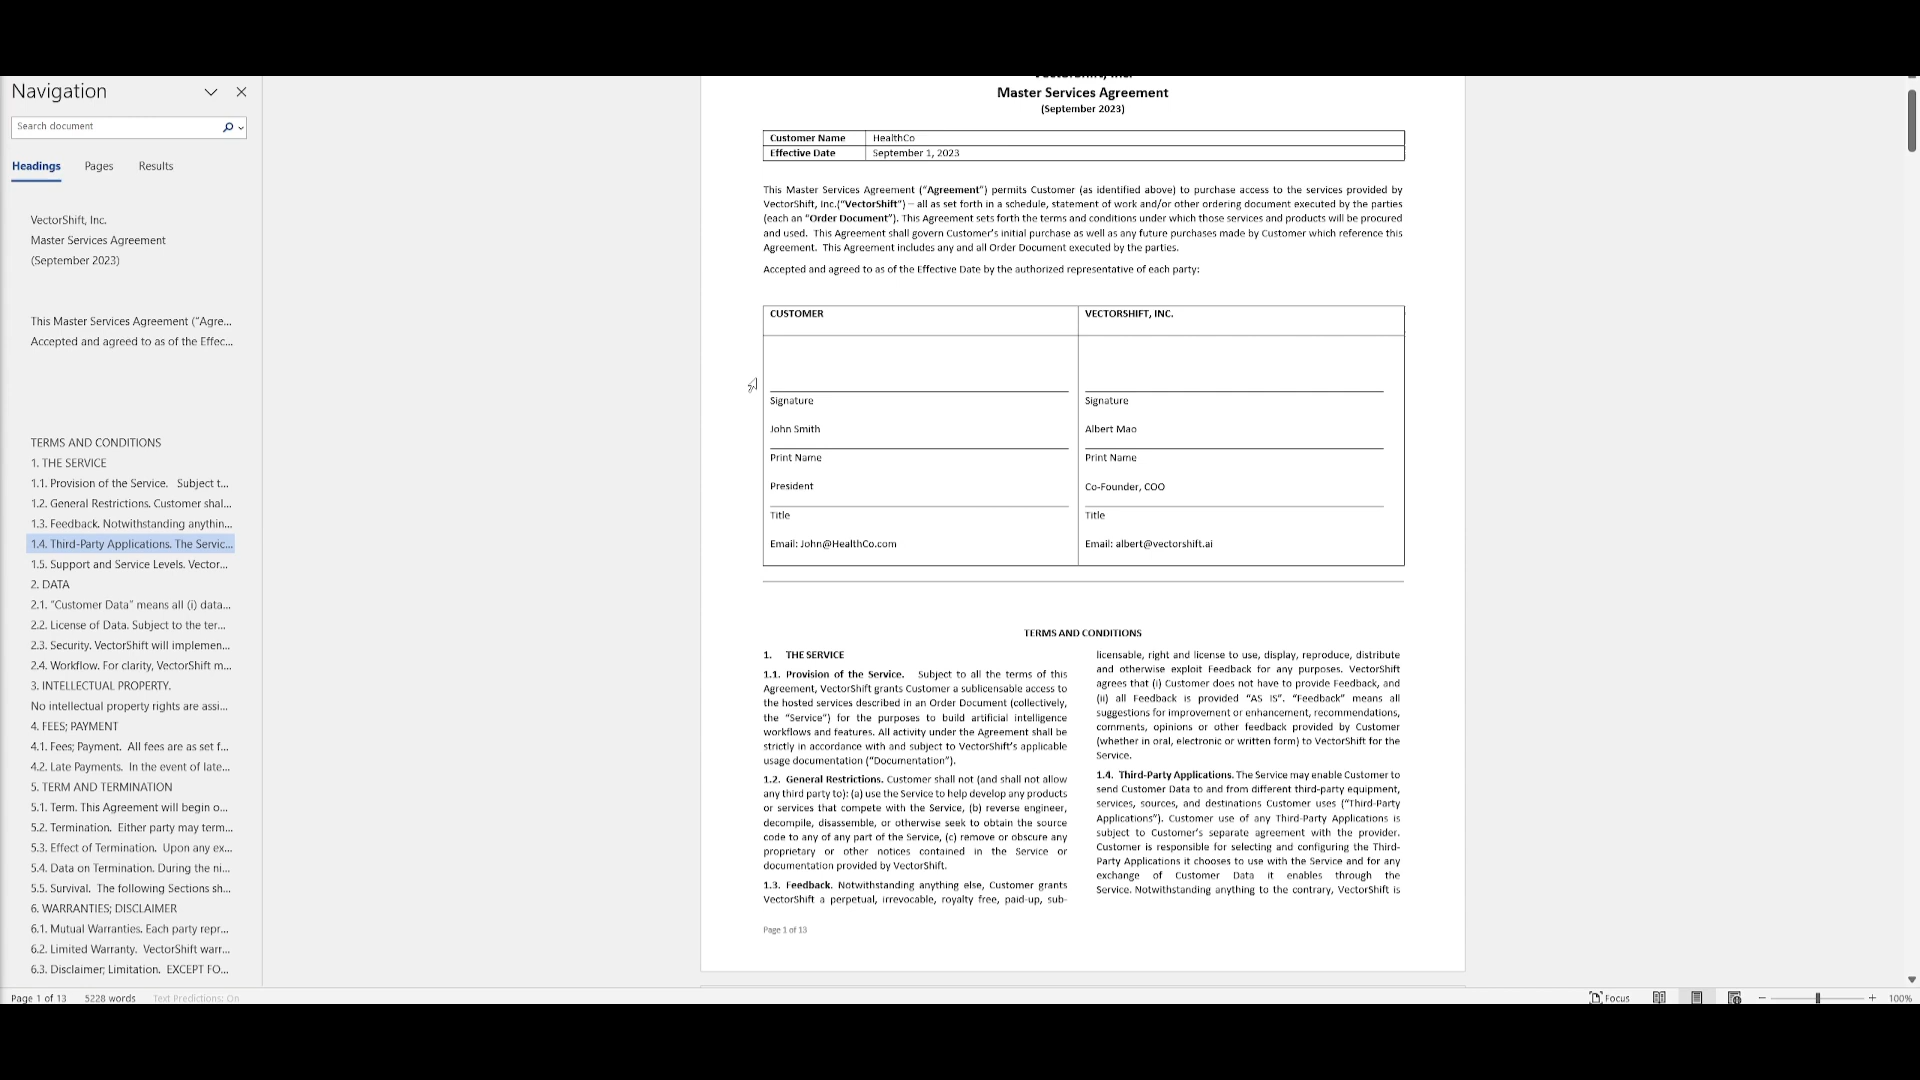 Navigation
Search document
Headings
Pages
Results
VectorShift, Inc.
Master Services Agreement
(September 2023)
This Master Services Agreement ("Agre...
Accepted and agreed to as of the Effec...
TERMS AND CONDITIONS
1. THE SERVICE
1.1. Provision of the Service.   Subject t...
1.2. General Restrictions. Customer shal...
1.3. Feedback. Notwithstanding anythin...
1.4. Third-Party Applications. The Servic...
1.5. Support and Service Levels. Vector...
2. DATA
2.1. “Customer Data” means all (i) data...
2.2. License of Data. Subject to the ter...
2.3. Security. VectorShift will implemen...
2.4. Workflow. For clarity, VectorShift m...
3. INTELLECTUAL PROPERTY.
No intellectual property rights are assi...
4. FEES; PAYMENT
4.1. Fees; Payment.  All fees are as set f...
4.2. Late Payments.  In the event of late...
5. TERM AND TERMINATION
5.1. Term. This Agreement will begin o...
5.2. Termination.  Either party may term...
5.3. Effect of Termination.  Upon any ex...
5.4. Data on Termination. During the ni...
5.5. Survival.  The following Sections sh...
6. WARRANTIES; DISCLAIMER
6.1. Mutual Warranties. Each party repr...
6.2. Limited Warranty.  VectorShift warr...
6.3. Disclaimer; Limitation.  EXCEPT FO...
Master Services Agreement
(September 2023)
Customer Name HealthCo
Effective Date September 1, 2023
This Master Services Agreement (“Agreement”) permits Customer (as identified above) to purchase access to the services provided by
VectorShift, Inc.(“VectorShift”) – all as set forth in a schedule, statement of work and/or other ordering document executed by the parties
(each an “Order Document”). This Agreement sets forth the terms and conditions under which those services and products will be procured
and used.  This Agreement shall govern Customer’s initial purchase as well as any future purchases made by Customer which reference this
Agreement.  This Agreement includes any and all Order Document executed by the parties.
Accepted and agreed to as of the Effective Date by the authorized representative of each party:
CUSTOMER
Signature
John Smith
Print Name
President
Title
Email: John@HealthCo.com
VECTORSHIFT, INC.
Signature
Albert Mao
Print Name
Co-Founder, COO
Title
Email: albert@vectorshift.ai
TERMS AND CONDITIONS
1. THE SERVICE
1.1. Provision of the Service.   Subject to all the terms of this
Agreement, VectorShift grants Customer a sublicensable access to
the hosted services described in an Order Document (collectively,
the “Service”) for the purposes to build artificial intelligence
workflows and features. All activity under the Agreement shall be
strictly in accordance with and subject to VectorShift’s applicable
usage documentation (“Documentation”).
1.2. General Restrictions. Customer shall not (and shall not allow
any third party to): (a) use the Service to help develop any products
or services that compete with the Service, (b) reverse engineer,
decompile, disassemble, or otherwise seek to obtain the source
code to any of any part of the Service, (c) remove or obscure any
proprietary or other notices contained in the Service or
documentation provided by VectorShift.
1.3. Feedback. Notwithstanding anything else, Customer grants
VectorShift a perpetual, irrevocable, royalty free, paid-up, sub-
licensable, right and license to use, display, reproduce, distribute
and otherwise exploit Feedback for any purposes. VectorShift
agrees that (i) Customer does not have to provide Feedback, and
(ii) all Feedback is provided “AS IS”. “Feedback” means all
suggestions for improvement or enhancement, recommendations,
comments, opinions or other feedback provided by Customer
(whether in oral, electronic or written form) to VectorShift for the
Service.
1.4. Third-Party Applications. The Service may enable Customer to
send Customer Data to and from different third-party equipment,
services, sources, and destinations Customer uses (“Third-Party
Applications”). Customer use of any Third-Party Applications is
subject to Customer’s separate agreement with the provider.
Customer is responsible for selecting and configuring the Third-
Party Applications it chooses to use with the Service and for any
exchange of Customer Data it enables through the
Service. Notwithstanding anything to the contrary, VectorShift is
Page 1 of 13
Page 1 of 13
5228 words
Text Predictions: On
Focus
100%